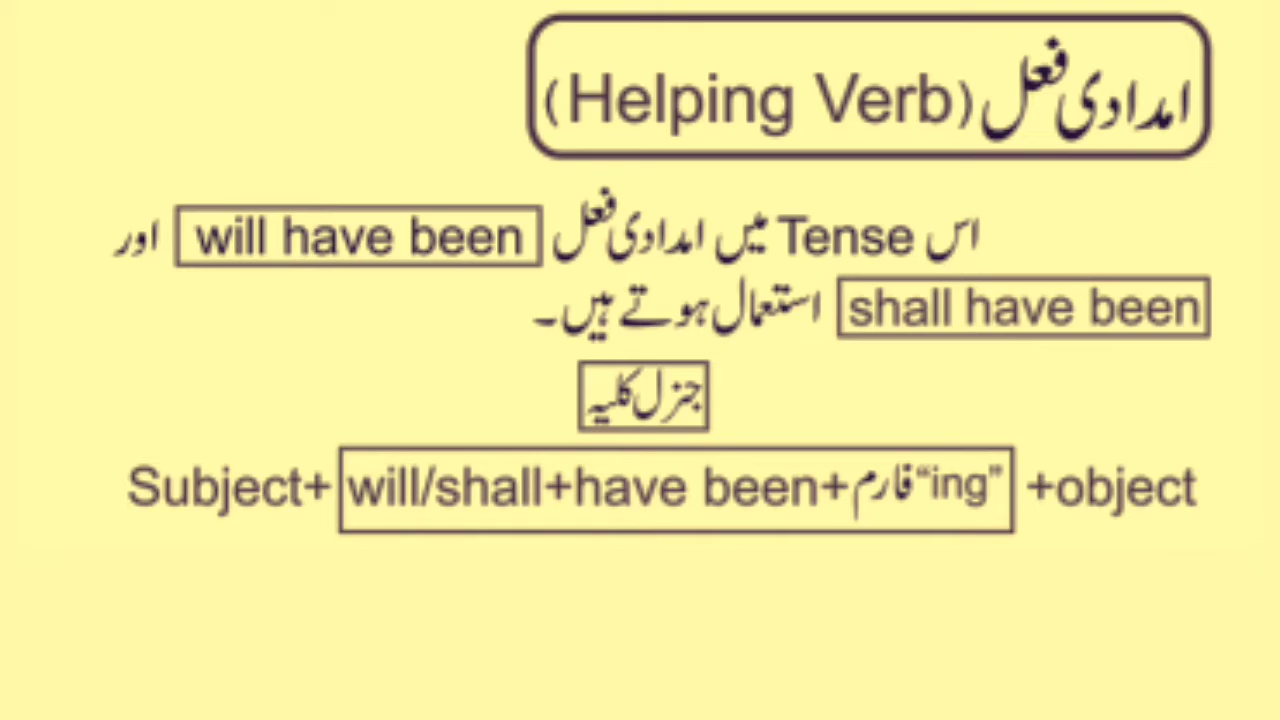 امدادی فعل (Helping Verb)
اس Tense میں امدادی فعل will have been اور
shall have been استعمال ہوتے ہیں۔
جنرل کلیہ
Subject+ will/shall+have been+فارم “ing” +object